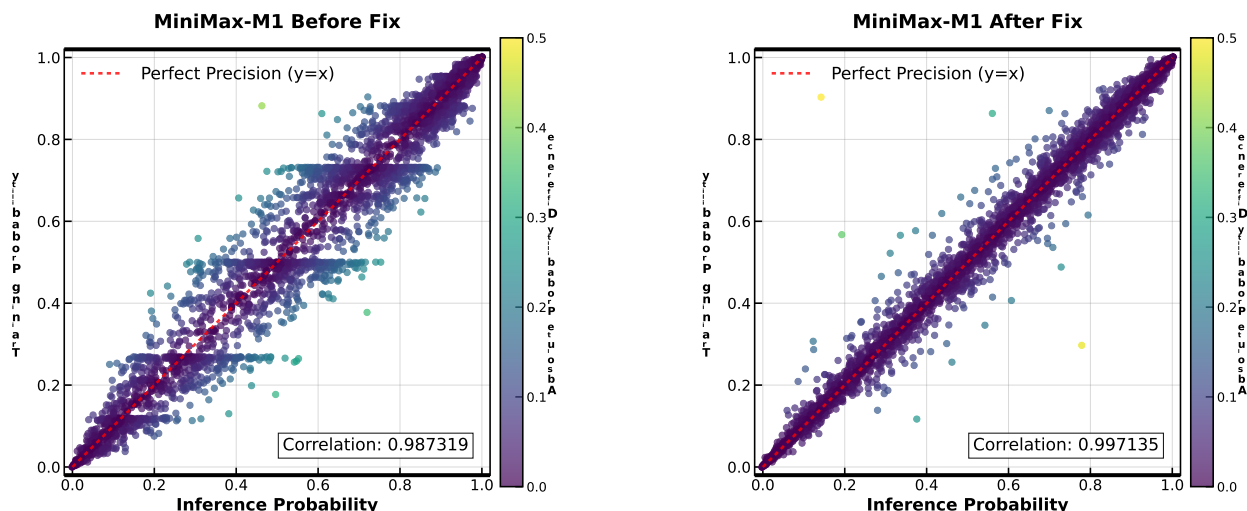 MiniMax-M1 Before Fix
Perfect Precision (y=x)
Correlation: 0.987319
1.0
0.8
0.6
0.4
0.2
0.0
0.0 0.2 0.4 0.6 0.8 1.0
Training Probability
Inference Probability
0.5
0.4
0.3
0.2
0.1
0.0
Absolute Probability Difference
MiniMax-M1 After Fix
Perfect Precision (y=x)
Correlation: 0.997135
1.0
0.8
0.6
0.4
0.2
0.0
0.0 0.2 0.4 0.6 0.8 1.0
Training Probability
Inference Probability
0.5
0.4
0.3
0.2
0.1
0.0
Absolute Probability Difference